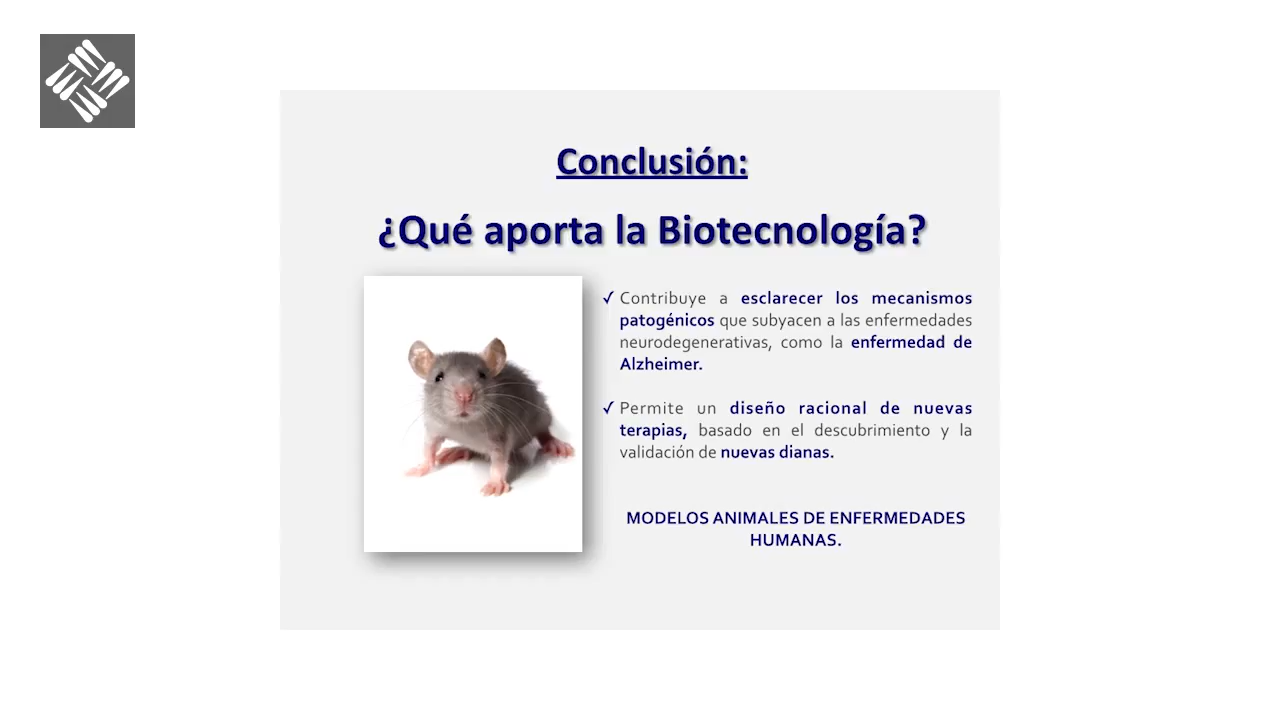 Conclusión:
¿Qué aporta la Biotecnología?
✓ Contribuye a esclarecer los mecanismos
patogénicos que subyacen a las enfermedades
neurodegenerativas, como la enfermedad de
Alzheimer.
✓ Permite un diseño racional de nuevas
terapias, basado en el descubrimiento y la
validación de nuevas dianas.
MODELOS ANIMALES DE ENFERMEDADES
HUMANAS.